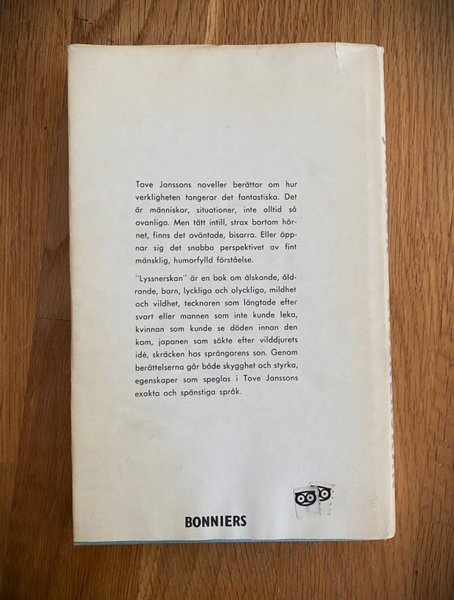 Tove Janssons noveller berättar om hur
verkligheten tangerar det fantastiska. Det
är människor, situationer, inte alltid så
ovanliga. Men tätt intill, strax bortom hör-
net, finns det oväntade, bisarra. Eller öpp-
nar sig det snabba perspektivet av fint
mänsklig, humorfylld förståelse.
"Lyssnerskan" är en bok om älskande, åld-
rande, barn, lyckliga och olyckliga, mildhet
och vildhet, tecknaren som längtade efter
svart eller mannen som inte kunde leka,
kvinnan som kunde se döden innan den
kom, japanen som sökte efter vilddjurets
idé, skräcken hos sprängarens son. Genom
berättelserna går både skygghet och styrka,
egenskaper som speglas i Tove Janssons
exakta och spänstiga språk.
BONNIERS